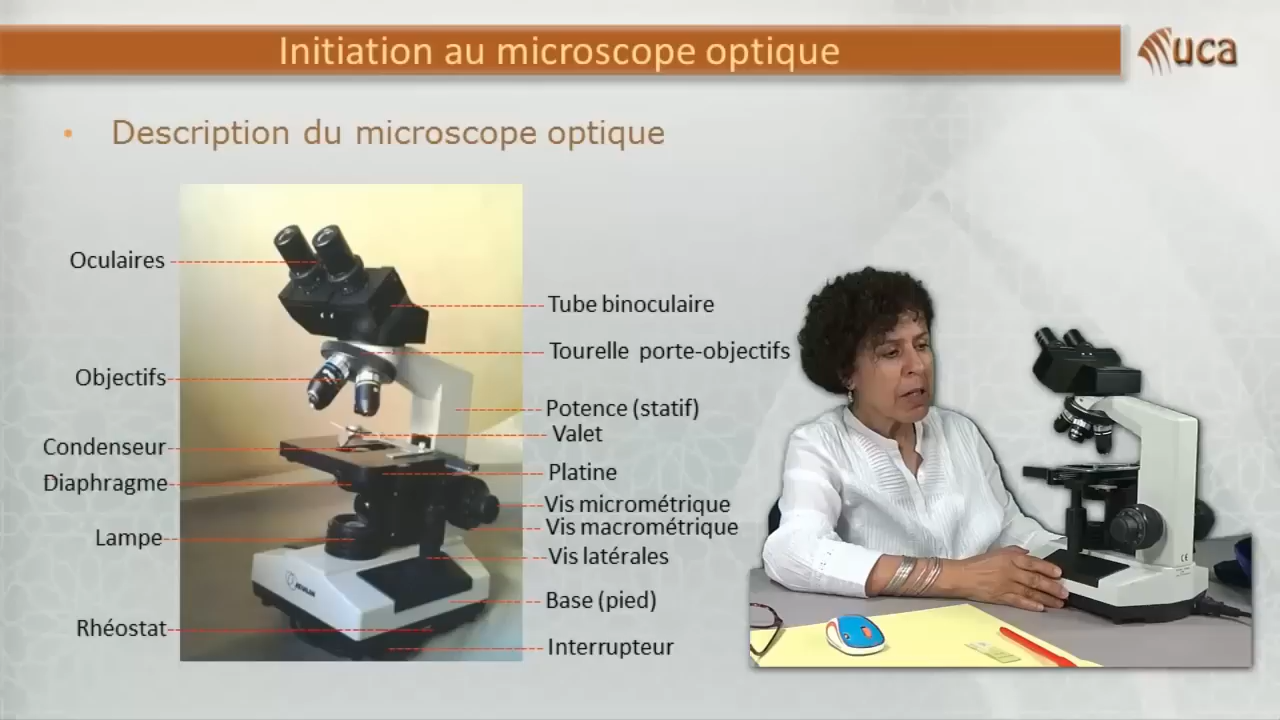 Initiation au microscope optique
uca
• Description du microscope optique
Oculaires
Objectifs
Condenseur
Diaphragme
Lampe
Rhéostat
Tube binoculaire
Tourelle porte-objectifs
Potence (statif)
Valet
Platine
Vis micrométrique
Vis macrométrique
Vis latérales
Base (pied)
Interrupteur